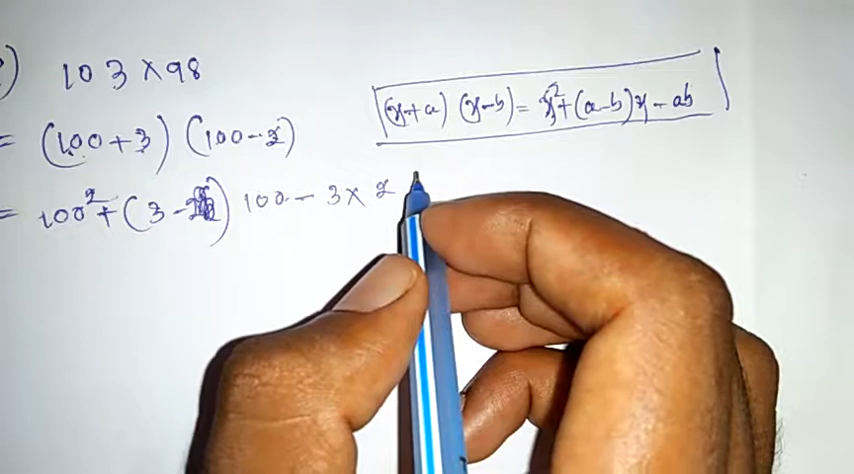 ) 103 × 98
(x+a) (x-b) = x² + (a-b)x - ab
= (100+3) (100-2)
= 100² + (3-2) 100 - 3 × 2